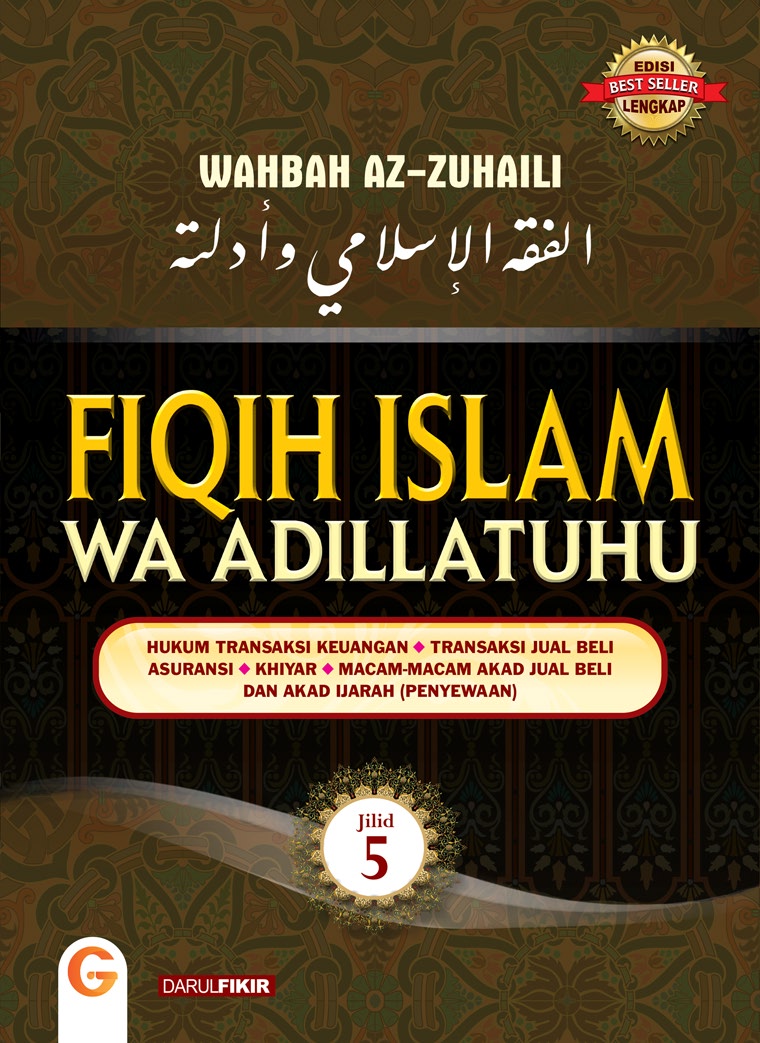 EDISI
BEST SELLER
LENGKAP
WAHBAH AZ-ZUHAILI
الفقه الإسلامي وأدلته
FIQIH ISLAM
WA ADILLATUHU
HUKUM TRANSAKSI KEUANGAN ◆ TRANSAKSI JUAL BELI
ASURANSI ◆ KHIYAR ◆ MACAM-MACAM AKAD JUAL BELI
DAN AKAD IJARAH (PENYEWAAN)
Jilid
5
G
DARULFIKIR